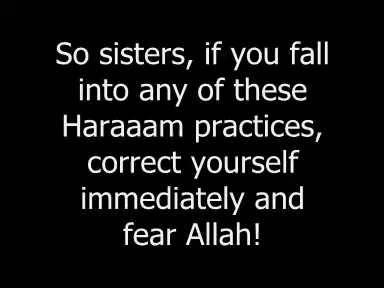 So sisters, if you fall
into any of these
Haraaam practices,
correct yourself
immediately and
fear Allah!